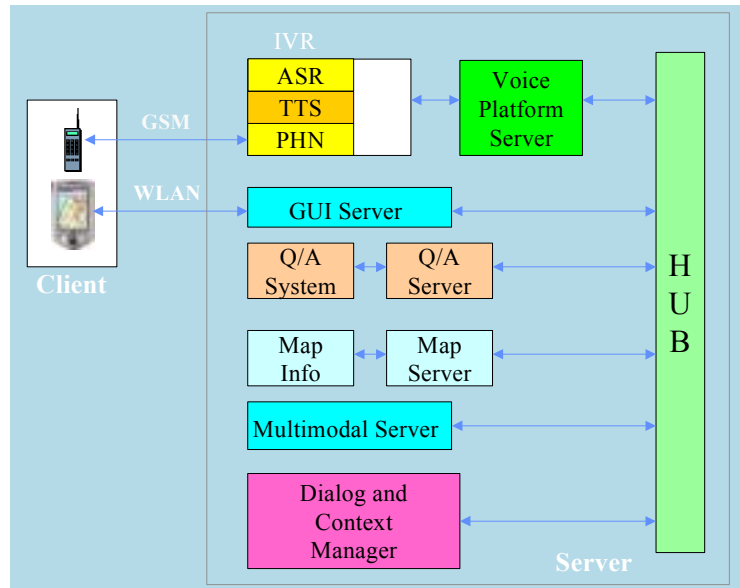 IVR
ASR
TTS
PHN
Voice
Platform
Server
GSM
WLAN
Client
GUI Server
Q/A
System
Q/A
Server
Map
Info
Map
Server
Multimodal Server
Dialog and
Context
Manager
Server
H
U
B